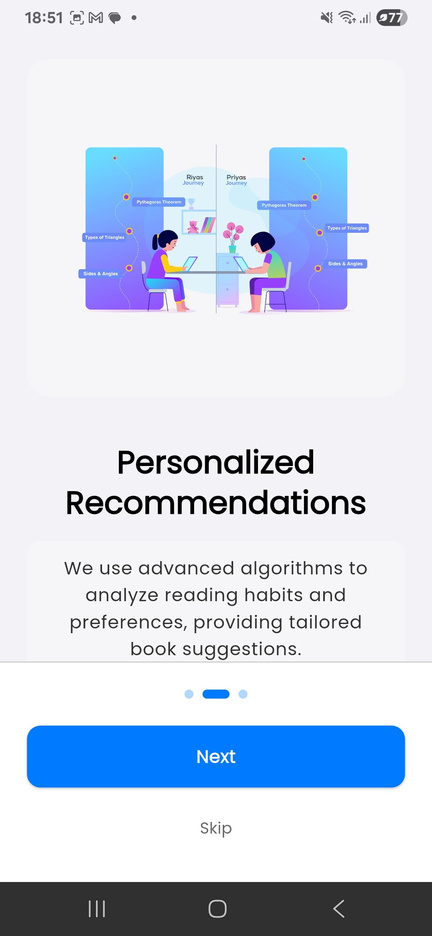 18:51
77
Riyas
Journey
Priyas
Journey
Pythagoras Theorem
Pythagoras Theorem
Types of Triangles
Types of Triangles
Sides & Angles
Sides & Angles
Personalized
Recommendations
We use advanced algorithms to
analyze reading habits and
preferences, providing tailored
book suggestions.
Next
Skip